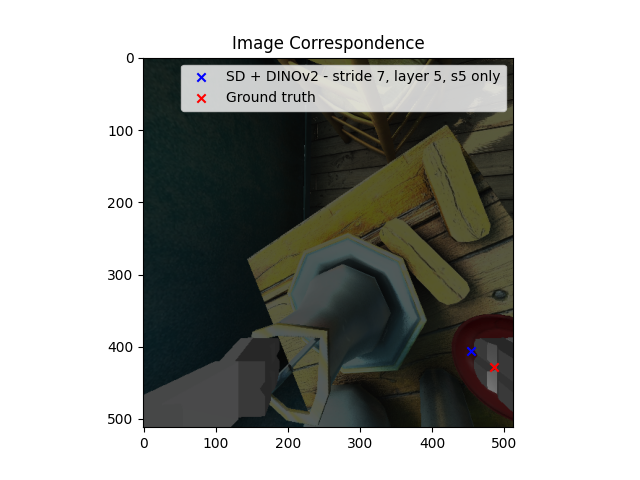 Image Correspondence
SD + DINOv2 - stride 7, layer 5, s5 only
Ground truth
0
100
200
300
400
500
0 100 200 300 400 500